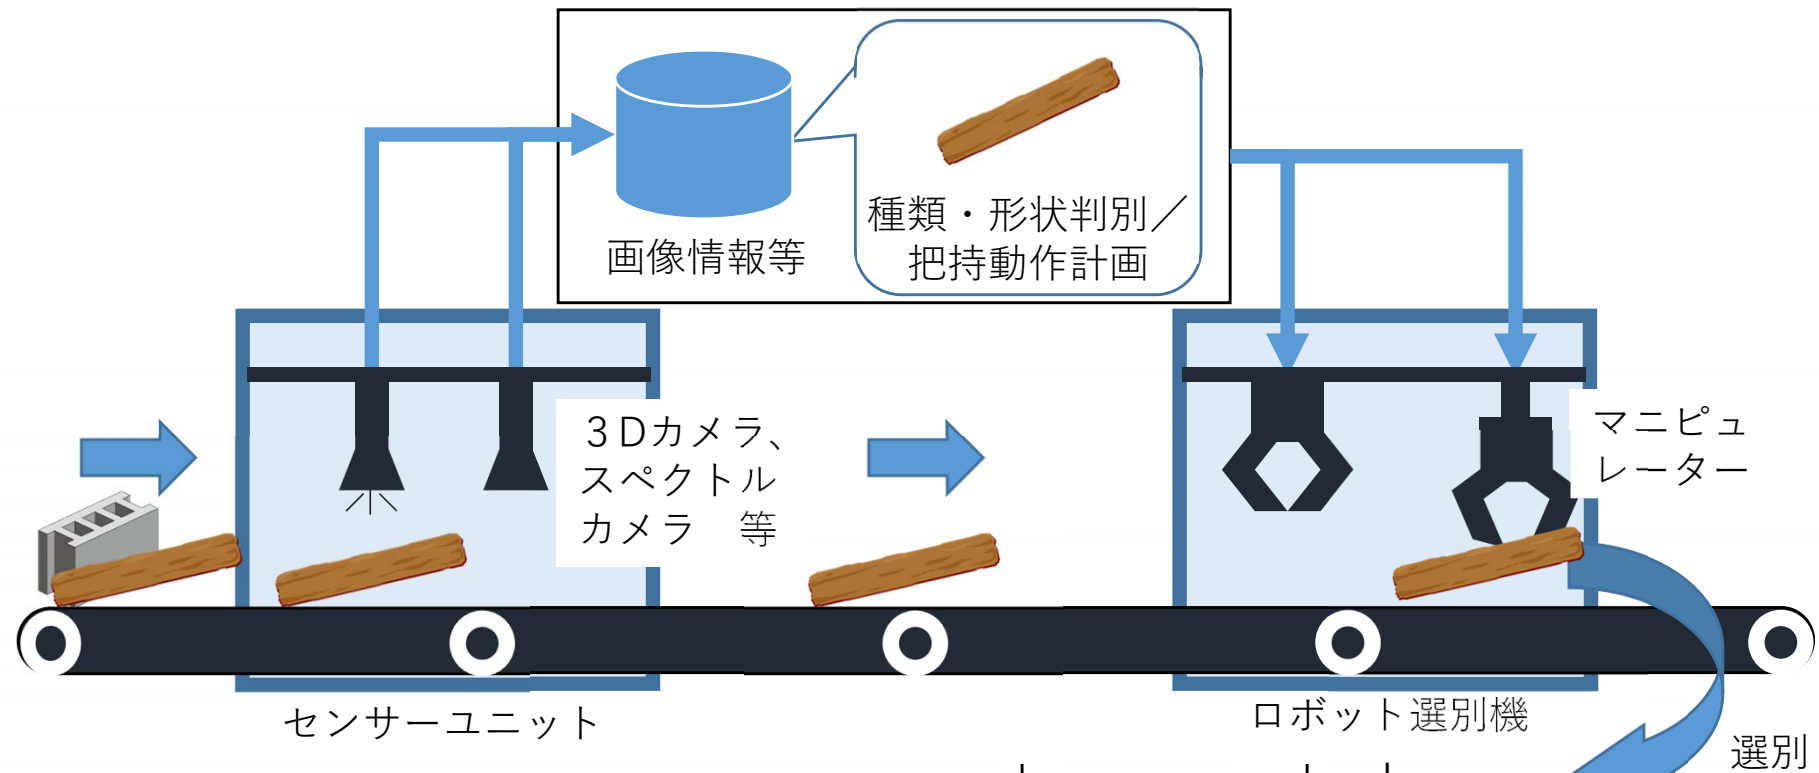 画像情報等
種類・形状判別／
把持動作計画
３Dカメラ、
スペクトル
カメラ　等
マニピュ
レーター
センサーユニット
ロボット選別機
選別